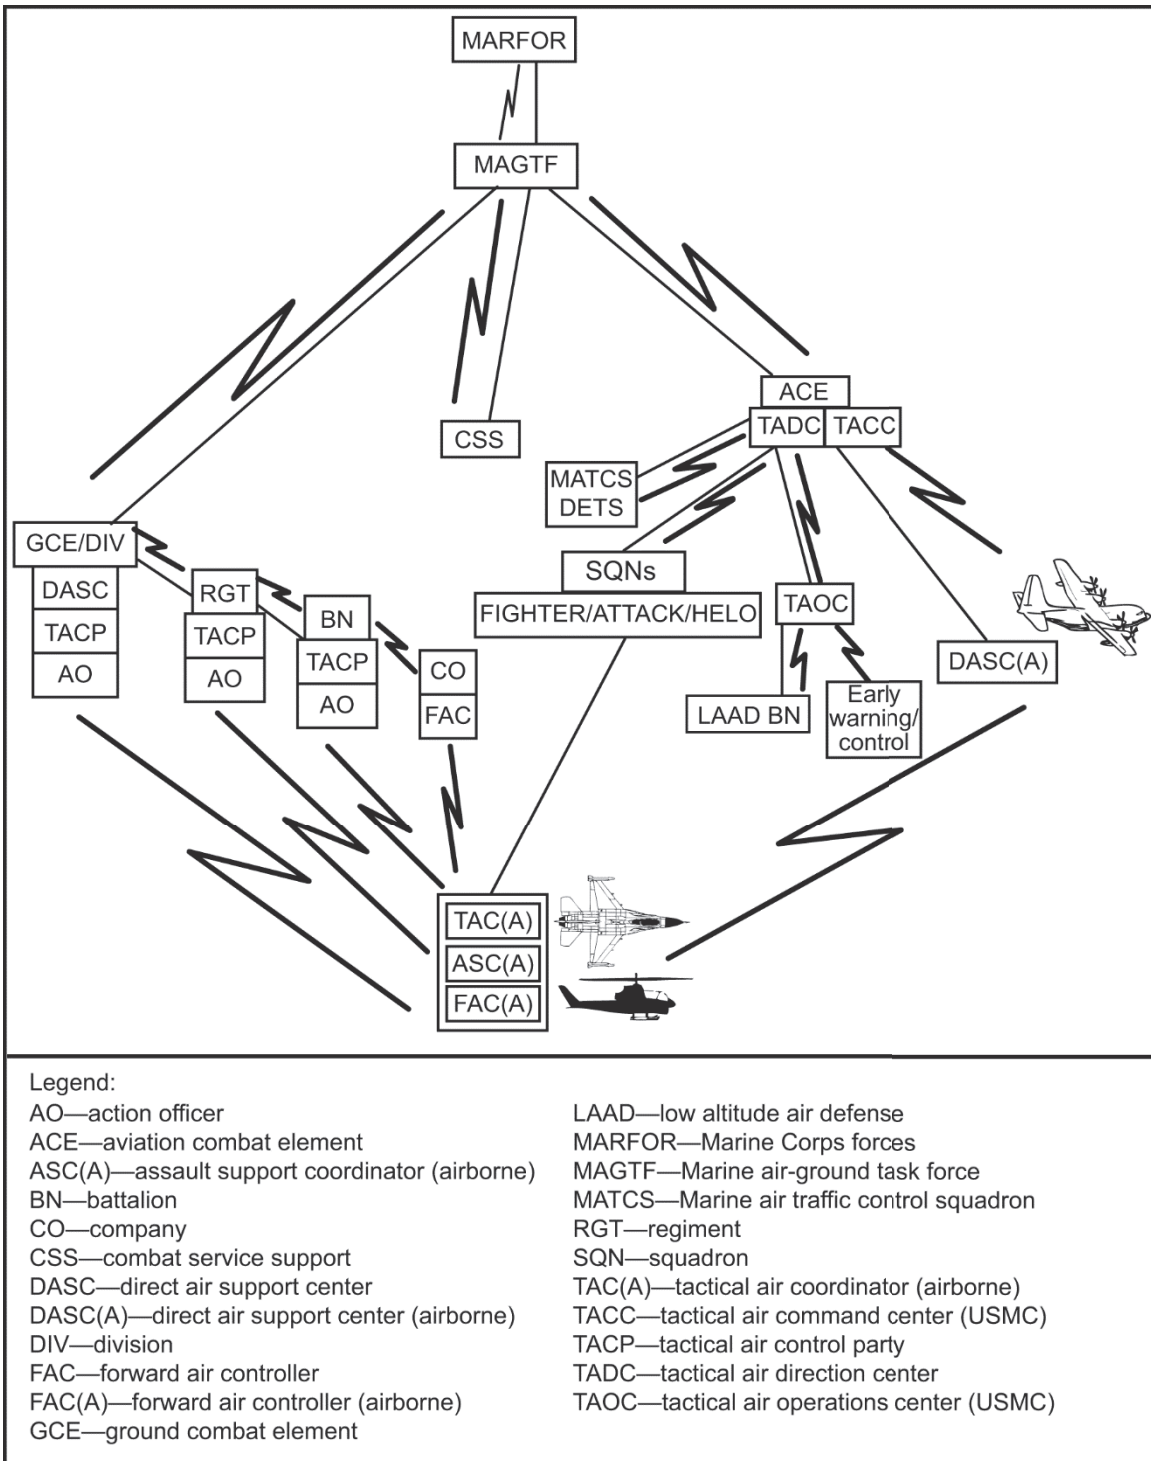 MARFOR
MAGTF
ACE
TADC TACC
CSS
MATCS
DETS
GCE/DIV
DASC
TACP
AO
RGT
TACP
AO
BN
TACP
AO
CO
FAC
SQNs
FIGHTER/ATTACK/HELO
TAOC
DASC(A)
LAAD BN
Early
warning/
control
TAC(A)
ASC(A)
FAC(A)
Legend:
AO—action officer
ACE—aviation combat element
ASC(A)—assault support coordinator (airborne)
BN—battalion
CO—company
CSS—combat service support
DASC—direct air support center
DASC(A)—direct air support center (airborne)
DIV—division
FAC—forward air controller
FAC(A)—forward air controller (airborne)
GCE—ground combat element
LAAD—low altitude air defense
MARFOR—Marine Corps forces
MAGTF—Marine air-ground task force
MATCS—Marine air traffic control squadron
RGT—regiment
SQN—squadron
TAC(A)—tactical air coordinator (airborne)
TACC—tactical air command center (USMC)
TACP—tactical air control party
TADC—tactical air direction center
TAOC—tactical air operations center (USMC)